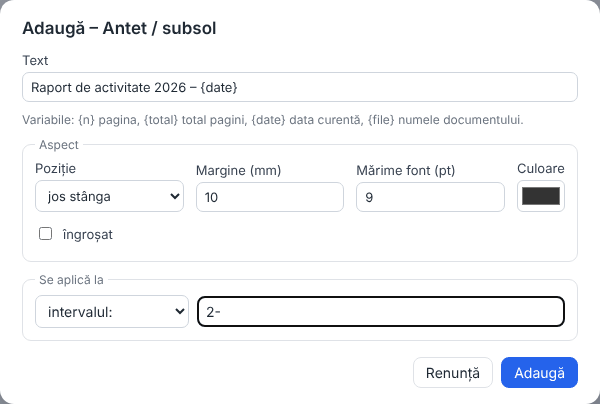 Adaugă – Antet / subsol
Text
Raport de activitate 2026 – {date}
Variabile: {n} pagina, {total} total pagini, {date} data curentă, {file} numele documentului.
Aspect
Poziție Margine (mm) Mărime font (pt) Culoare
jos stânga 10 9
îngroșat
Se aplică la
intervalul: 2-
Renunță Adaugă